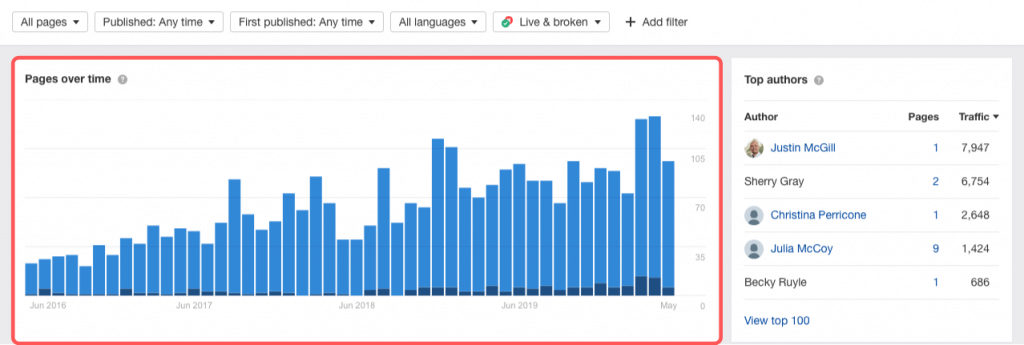 All pages Published: Any time First published: Any time All languages Live & broken + Add filter
Pages over time ?
140
105
70
35
0
Jun 2016 Jun 2017 Jun 2018 Jun 2019 May
Top authors ?
Author Pages Traffic
Justin McGill 1 7,947
Sherry Gray 2 6,754
Christina Perricone 1 2,648
Julia McCoy 9 1,424
Becky Ruyle 1 686
View top 100